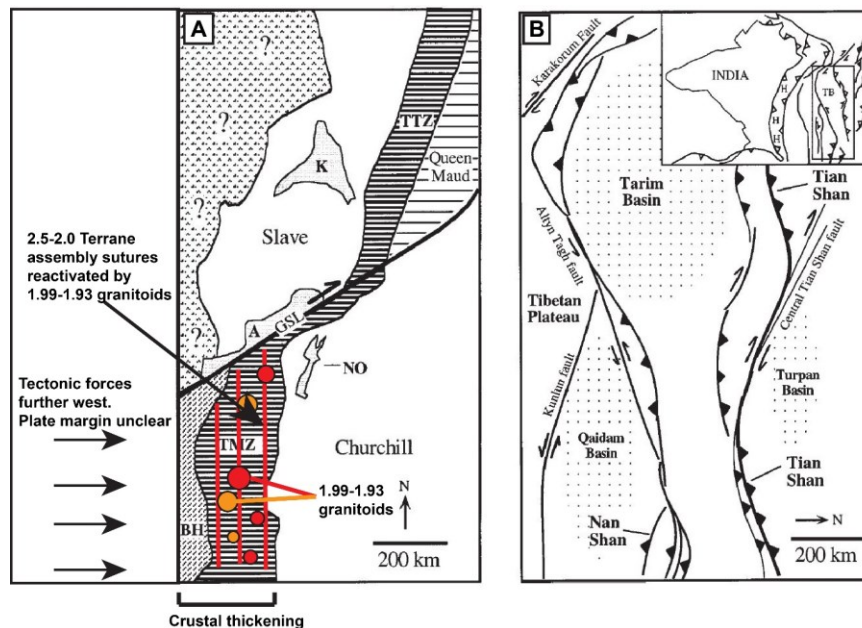 A
?
?
?
?
?
K
TTZ
Queen
Maud
Slave
2.5-2.0 Terrane
assembly sutures
reactivated by
1.99-1.93 granitoids
A
GSL
NO
Tectonic forces
further west.
Plate margin unclear
TMZ
Churchill
1.99-1.93
granitoids
BH
N
200 km
Crustal thickening
B
Karakorum Fault
INDIA
H
H
H
TB
Tarim
Basin
Tian
Shan
Altyn Tagh fault
Tibetan
Plateau
Central Tian Shan fault
Kunlun fault
Turpan
Basin
Qaidam
Basin
Tian
Shan
Nan
Shan
N
200 km